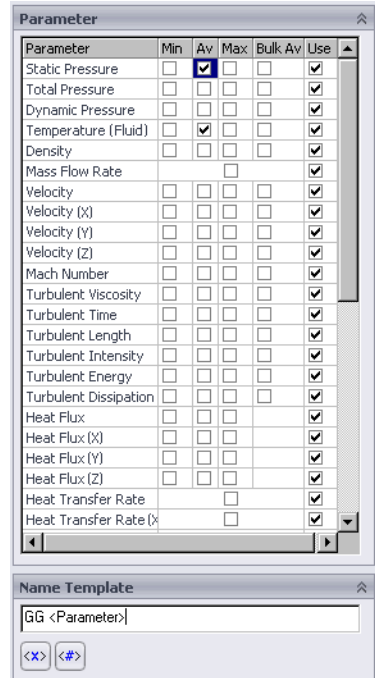 Parameter
Parameter Min Av Max Bulk Av Use
Static Pressure
Total Pressure
Dynamic Pressure
Temperature (Fluid)
Density
Mass Flow Rate
Velocity
Velocity (X)
Velocity (Y)
Velocity (Z)
Mach Number
Turbulent Viscosity
Turbulent Time
Turbulent Length
Turbulent Intensity
Turbulent Energy
Turbulent Dissipation
Heat Flux
Heat Flux (X)
Heat Flux (Y)
Heat Flux (Z)
Heat Transfer Rate
Heat Transfer Rate (X
Name Template
GG <Parameter>
<x> <#>